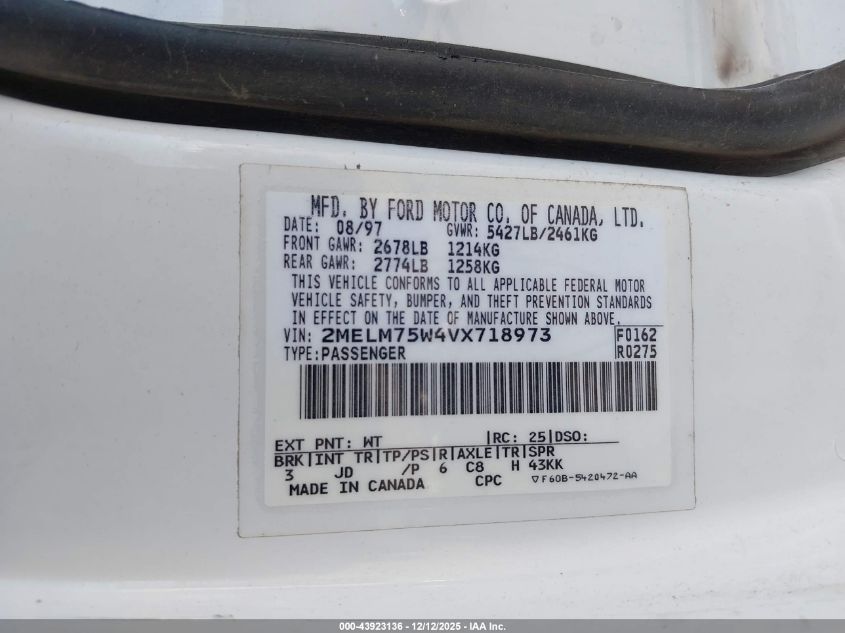 MFD. BY FORD MOTOR CO. OF CANADA, LTD.
DATE: 08/97 GVWR: 5427LB/2461KG
FRONT GAWR: 2678LB 1214KG
REAR GAWR: 2774LB 1258KG
THIS VEHICLE CONFORMS TO ALL APPLICABLE FEDERAL MOTOR
VEHICLE SAFETY, BUMPER, AND THEFT PREVENTION STANDARDS
IN EFFECT ON THE DATE OF MANUFACTURE SHOWN ABOVE.
VIN: 2MELM75W4VX718973 F0162
TYPE:PASSENGER R0275
EXT PNT: WT |RC: 25|DSO:
BRK|INT TR|TP/PS|R|AXLE|TR|SPR
3 JD /P 6 C8 H 43KK
MADE IN CANADA CPC ▽F60B-5420472-AA
000-43923136 - 12/12/2025 - IAA Inc.